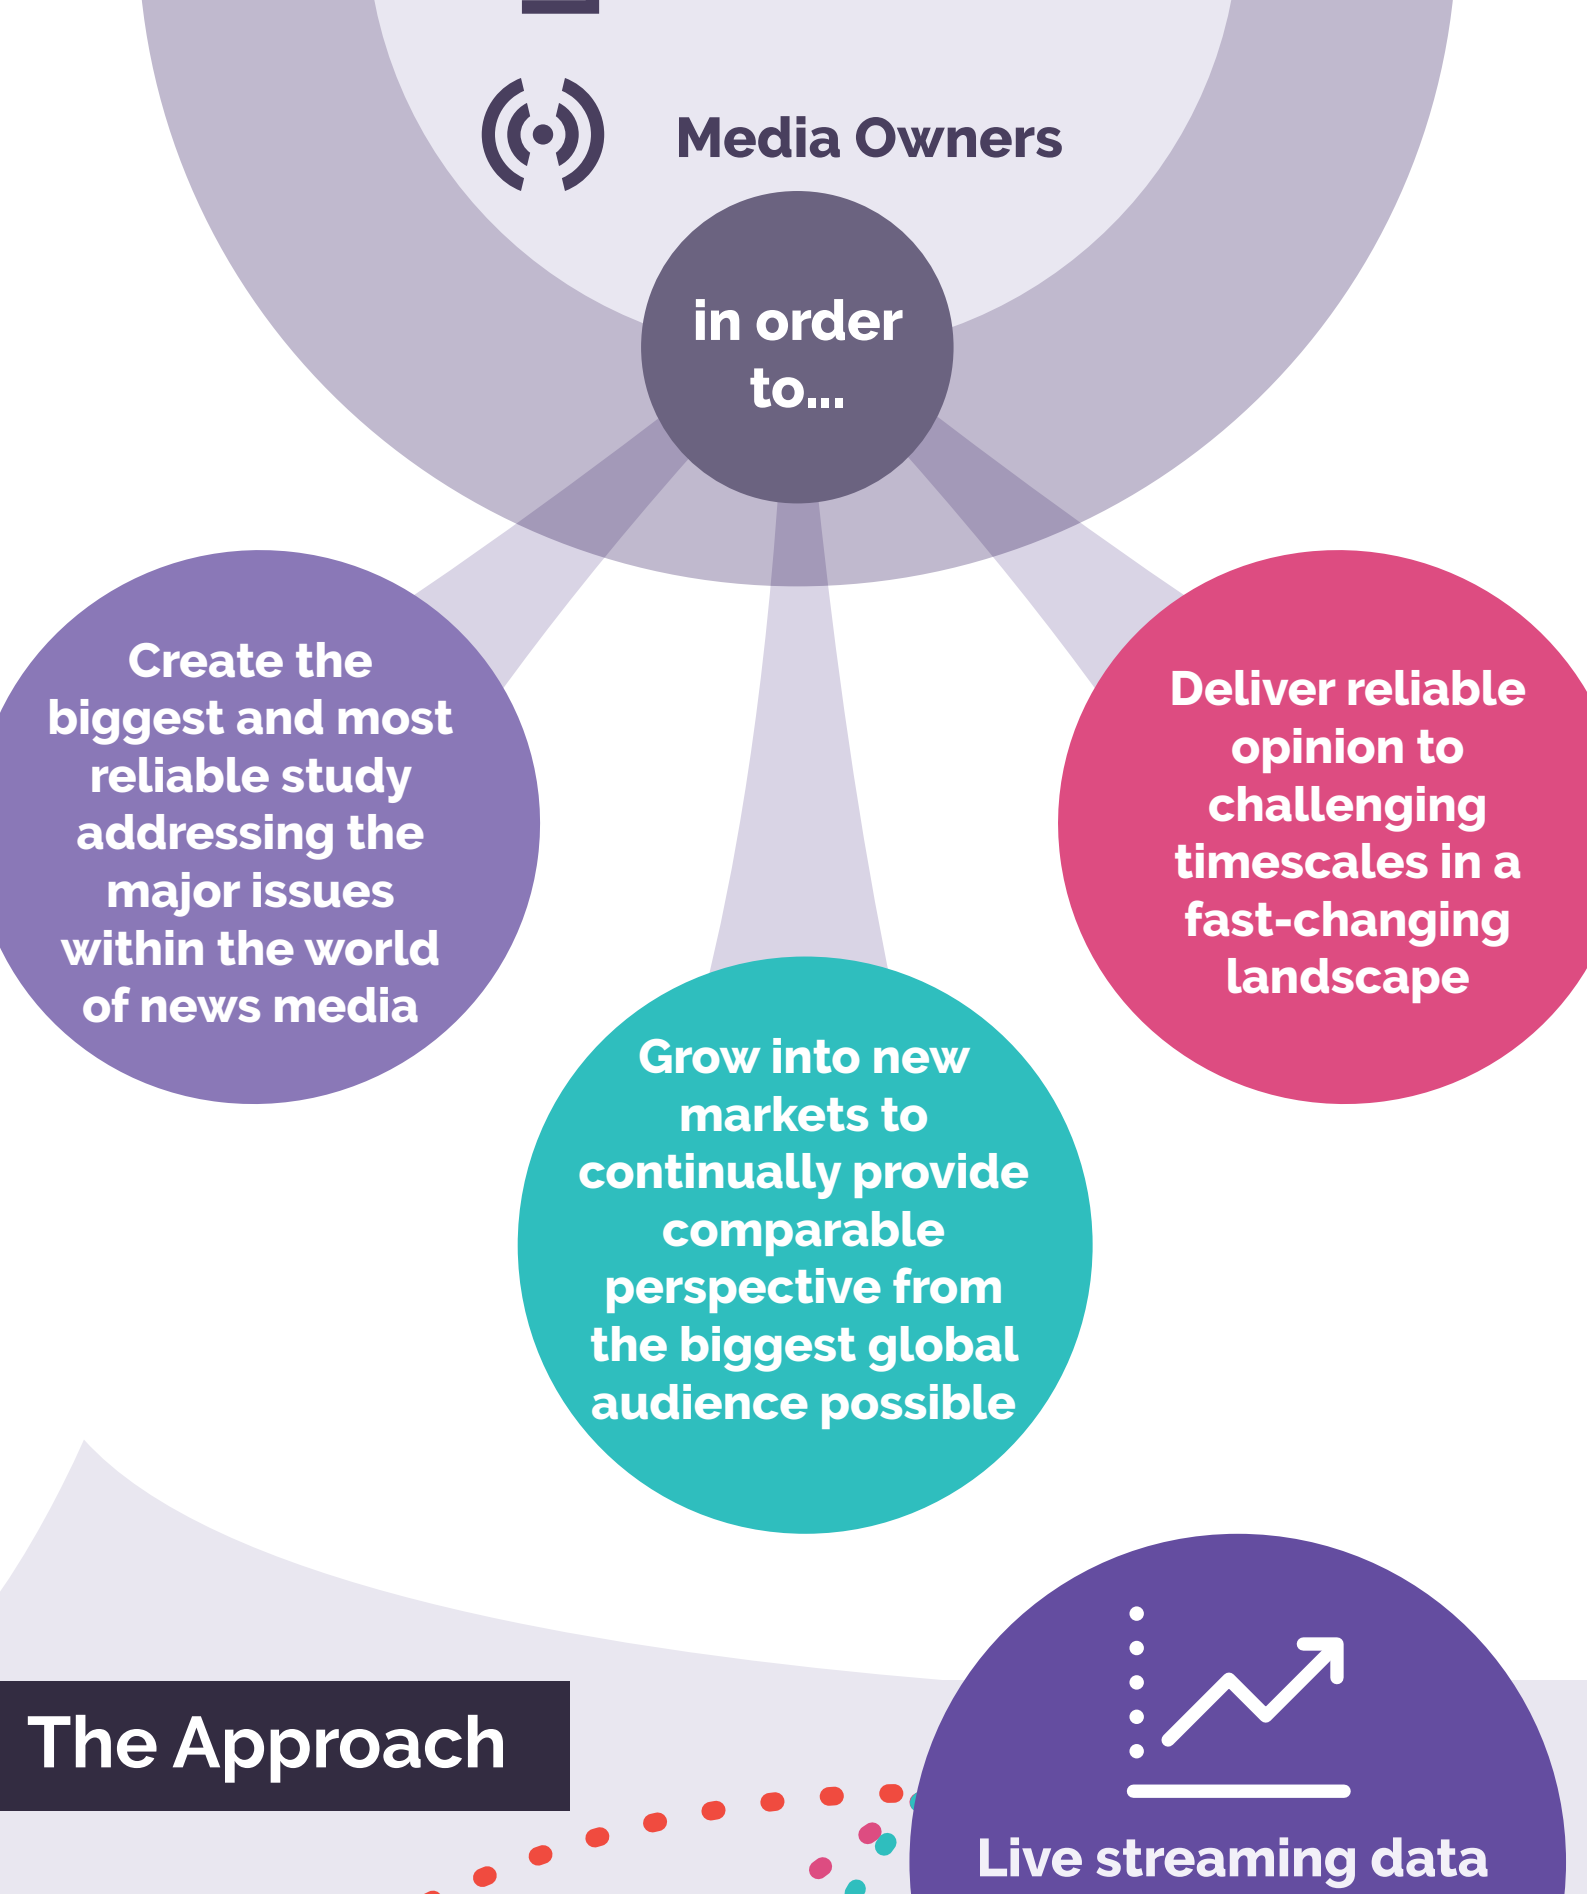 Media Owners
in order
to...
Create the
biggest and most
reliable study
addressing the
major issues
within the world
of news media
Deliver reliable
opinion to
challenging
timescales in a
fast-changing
landscape
Grow into new
markets to
continually provide
comparable
perspective from
the biggest global
audience possible
The Approach
Live streaming data